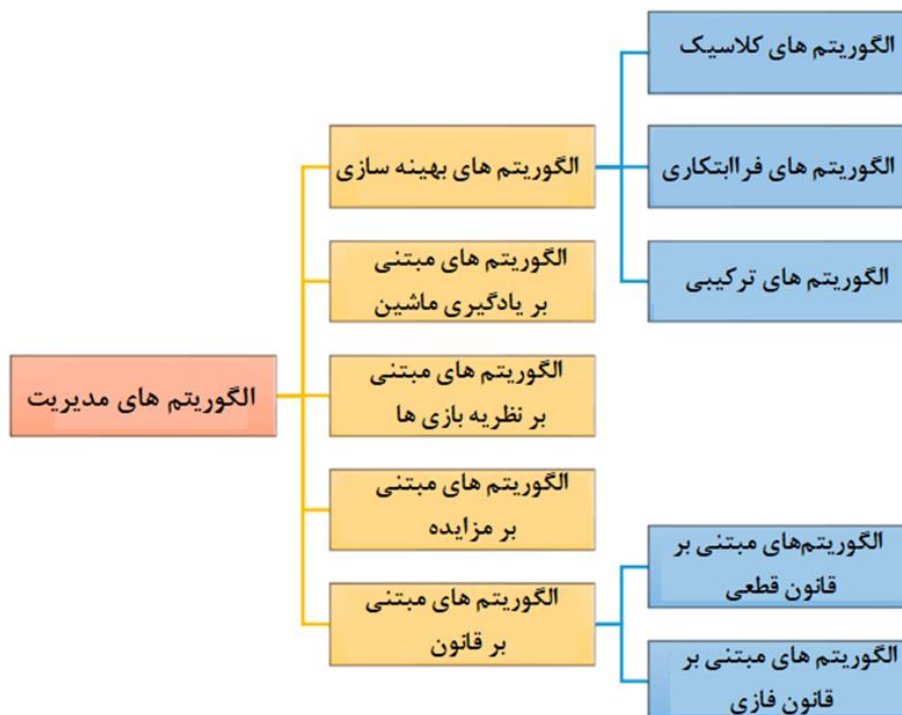 الگوریتم های مدیریت
الگوریتم های بهینه سازی
الگوریتم های کلاسیک
الگوریتم های فراابتکاری
الگوریتم های ترکیبی
الگوریتم های مبتنی
بر یادگیری ماشین
الگوریتم های مبتنی
بر نظریه بازی ها
الگوریتم های مبتنی
بر مزایده
الگوریتم های مبتنی
بر قانون
الگوریتم‌های مبتنی بر
قانون قطعی
الگوریتم های مبتنی بر
قانون فازی